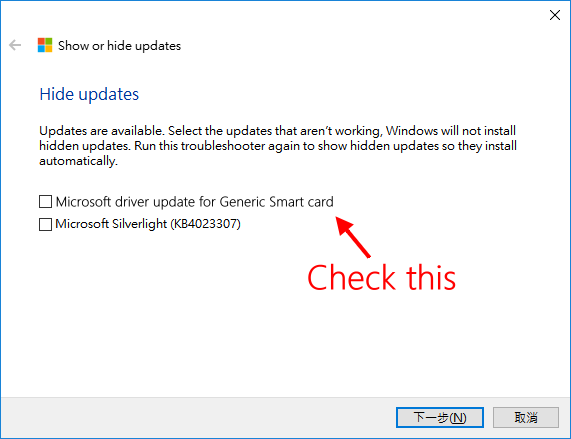 Show or hide updates
Hide updates
Updates are available. Select the updates that aren't working, Windows will not install
hidden updates. Run this troubleshooter again to show hidden updates so they install
automatically.
Microsoft driver update for Generic Smart card
Microsoft Silverlight (KB4023307)
Check this
下一步(N)
取消